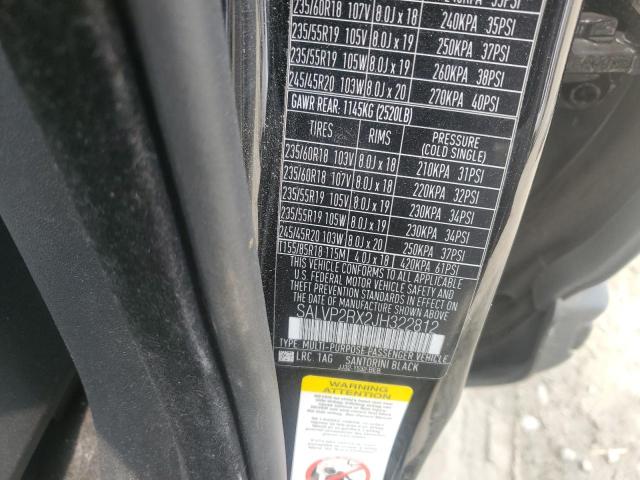 240KPA 35PSI
235/60R18 107V 8.0J x 18 240KPA 35PSI
235/55R19 105V 8.0J x 19 250KPA 37PSI
235/55R19 105W 8.0J x 19 260KPA 38PSI
245/45R20 103W 8.0J x 20 270KPA 40PSI
GAWR REAR: 1145KG (2520LB)
TIRES RIMS PRESSURE (COLD SINGLE)
235/60R18 103V 8.0J x 18 210KPA 31PSI
235/60R18 107V 8.0J x 18 220KPA 32PSI
235/55R19 105V 8.0J x 19 230KPA 34PSI
235/55R19 105W 8.0J x 19 230KPA 34PSI
245/45R20 103W 8.0J x 20 250KPA 37PSI
T155/85R18 115M 4.0J x 18 420KPA 61PSI
THIS VEHICLE CONFORMS TO ALL APPLICABLE
U.S. FEDERAL MOTOR VEHICLE SAFETY
STANDARDS IN EFFECT ON THE
DATE OF MANUFACTURE SHOWN ABOVE.
SALVP2RX2JH322812
TYPE: MULTI-PURPOSE PASSENGER VEHICLE
LRC. TAG SANTORINI BLACK
WARNING